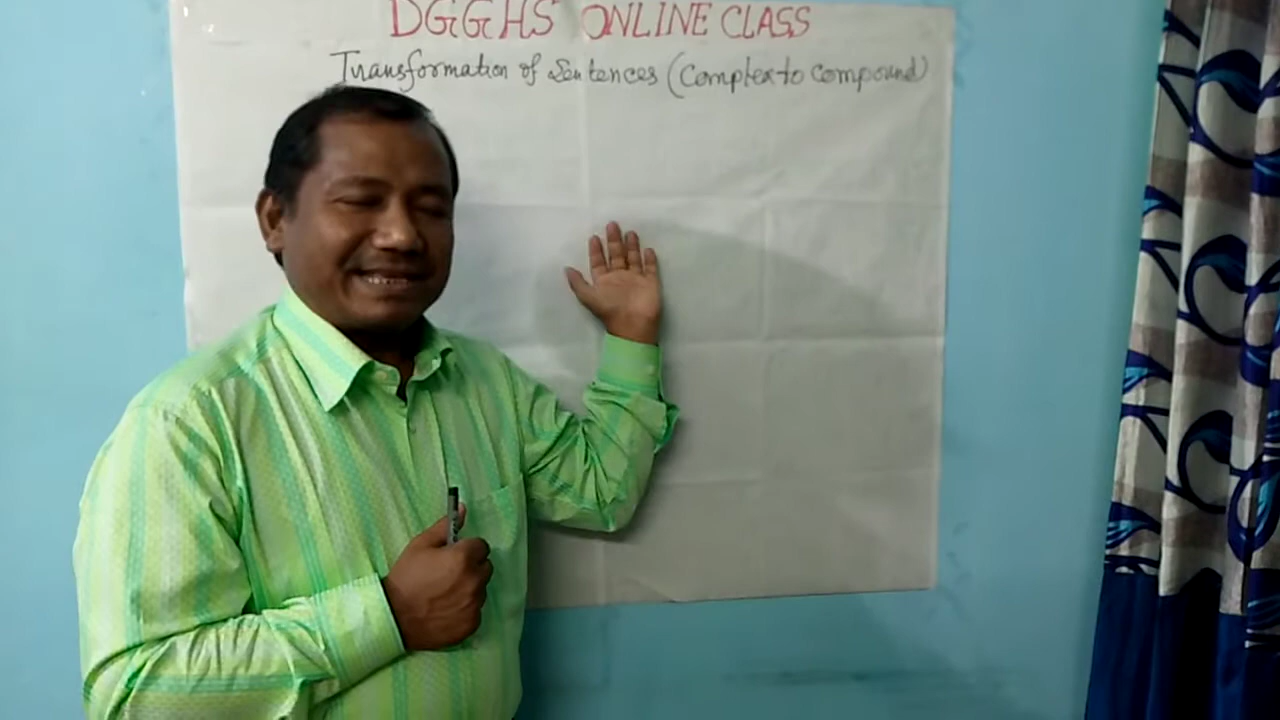 DGGHS ONLINE CLASS
Transformation of Sentences (Complex to compound)